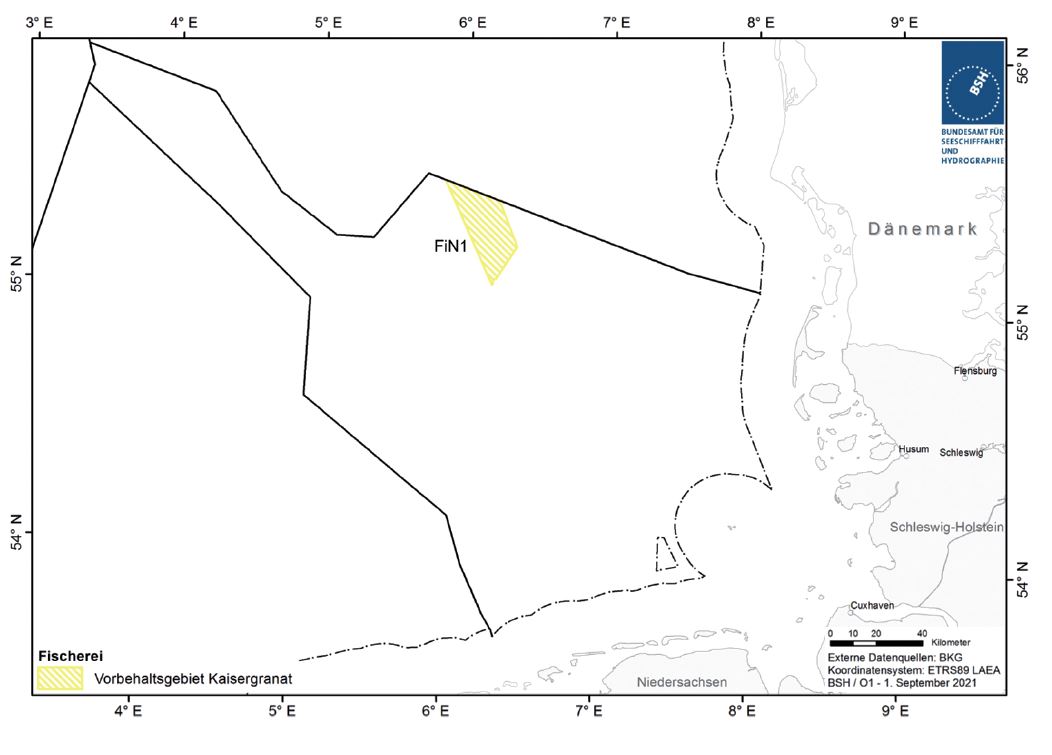 3° E
4° E
5° E
6° E
7° E
8° E
9° E
56° N
BSH
BUNDESAMT FÜR
SEESCHIFFFAHRT
UND
HYDROGRAPHIE
Dänemark
FiN1
55° N
55° N
Flensburg
Husum
Schleswig
Schleswig-Holstein
54° N
54° N
Cuxhaven
0 10 20 40
Kilometer
Fischerei
Vorbehaltsgebiet Kaisergranat
Niedersachsen
Externe Datenquellen: BKG
Koordinatensystem: ETRS89 LAEA
BSH / O1 - 1. September 2021
4° E
5° E
6° E
7° E
8° E
9° E